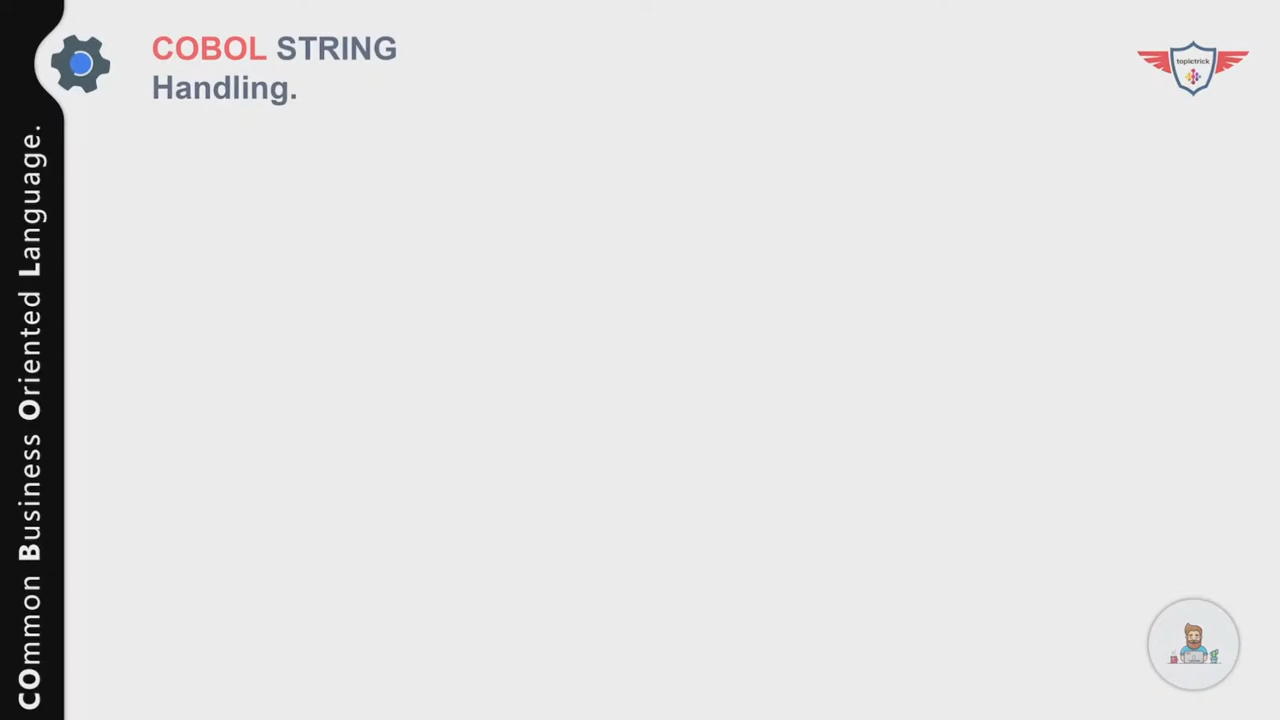 COBOL STRING
Handling.
topictrick
COmmon Business Oriented Language.